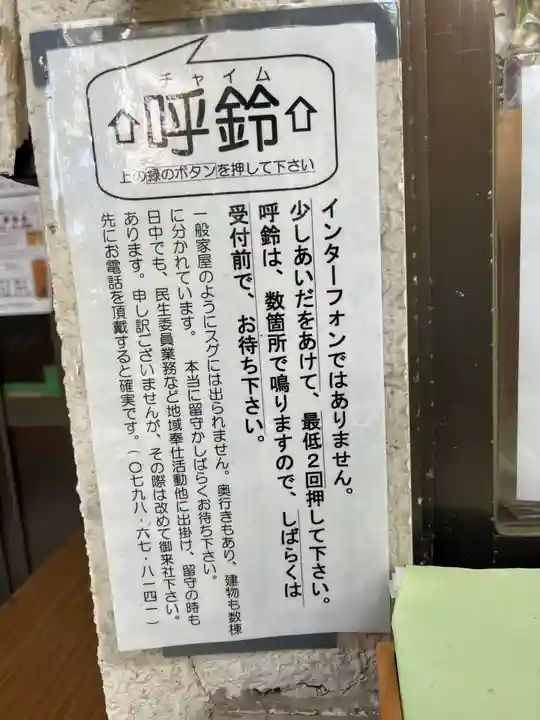 チャイム
⇧呼鈴⇧
上の緑のボタンを押して下さい
インターフォンではありません。
少しあいだをあけて、最低２回押して下さい。
呼鈴は、数箇所で鳴りますので、しばらくは
受付前で、お待ち下さい。
一般家屋のようにスグには出られません。奥行きもあり、建物も数棟
に分かれています。　本当に留守かしばらくお待ち下さい。
日中でも、民生委員業務など地域奉仕活動他に出掛け、留守の時も
あります。申し訳ございませんが、その際は改めて御来社下さい。
先にお電話を頂戴すると確実です。（０７９８‐６７‐８１４１）